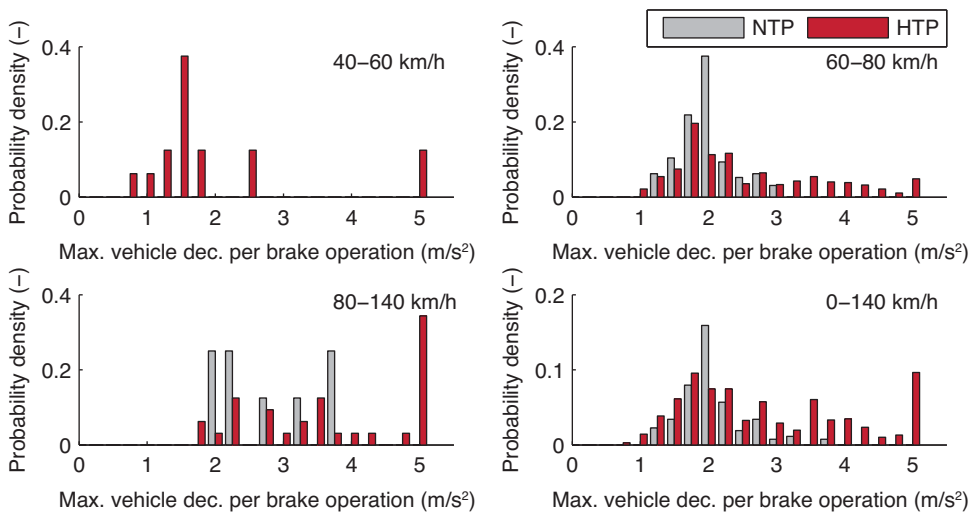 NTP HTP
Probability density (−)
0.4
0.2
0
40−60 km/h
0 1 2 3 4 5
Max. vehicle dec. per brake operation (m/s²)
Probability density (−)
0.4
0.2
0
60−80 km/h
0 1 2 3 4 5
Max. vehicle dec. per brake operation (m/s²)
Probability density (−)
0.4
0.2
0
80−140 km/h
0 1 2 3 4 5
Max. vehicle dec. per brake operation (m/s²)
Probability density (−)
0.2
0.1
0
0−140 km/h
0 1 2 3 4 5
Max. vehicle dec. per brake operation (m/s²)